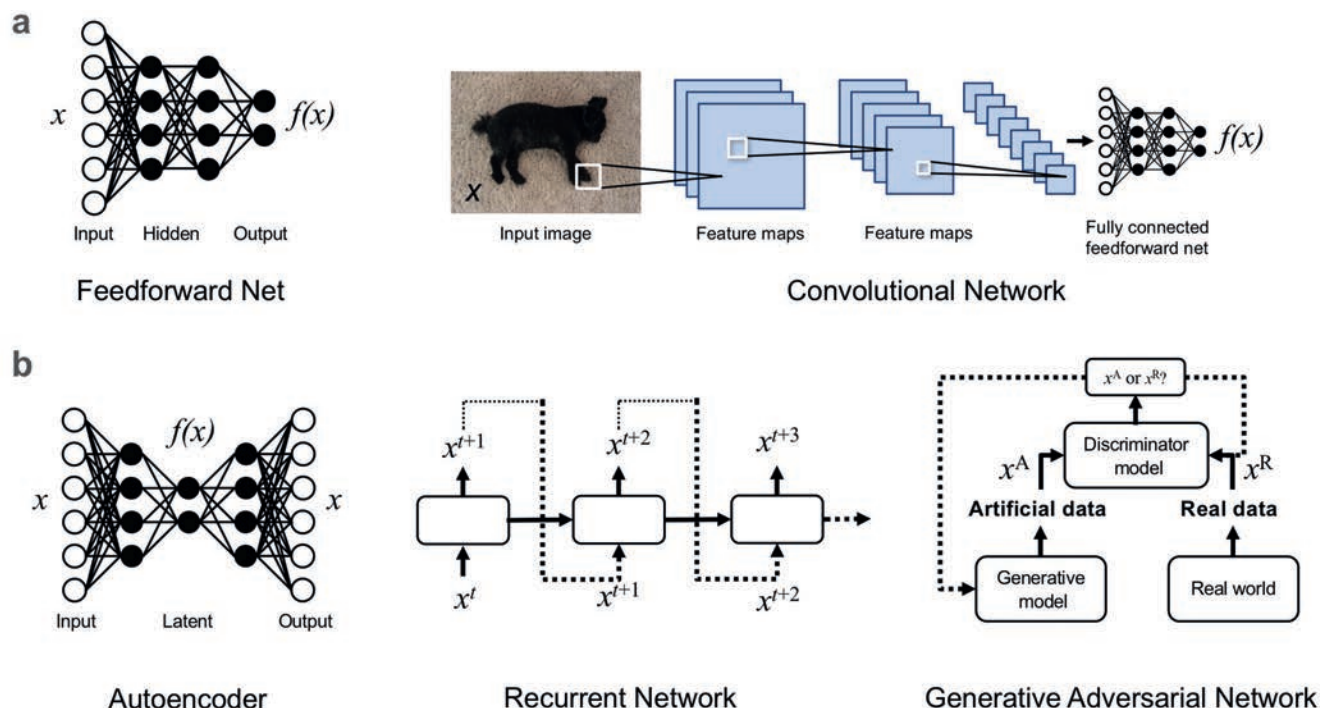 a
x
f(x)
Input Hidden Output
Feedforward Net
x
Input image
Feature maps
Feature maps
f(x)
Fully connected
feedforward net
Convolutional Network
b
x
f(x)
x
Input Latent Output
Autoencoder
x^{t+1} x^{t+2} x^{t+3}
x^t x^{t+1} x^{t+2}
Recurrent Network
x^A or x^R?
Discriminator
model
x^A x^R
Artificial data Real data
Generative
model
Real world
Generative Adversarial Network